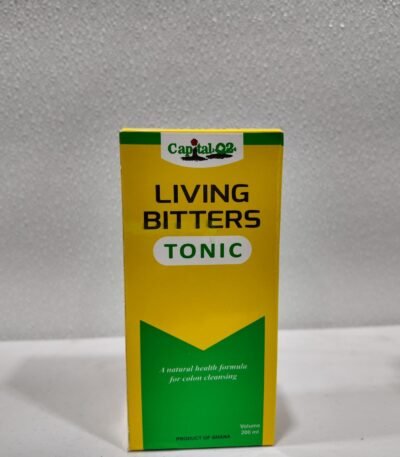 Capital O2
LIVING
BITTERS
TONIC
A natural health formula
for colon cleansing
Volume
200 ml
PRODUCT OF GHANA